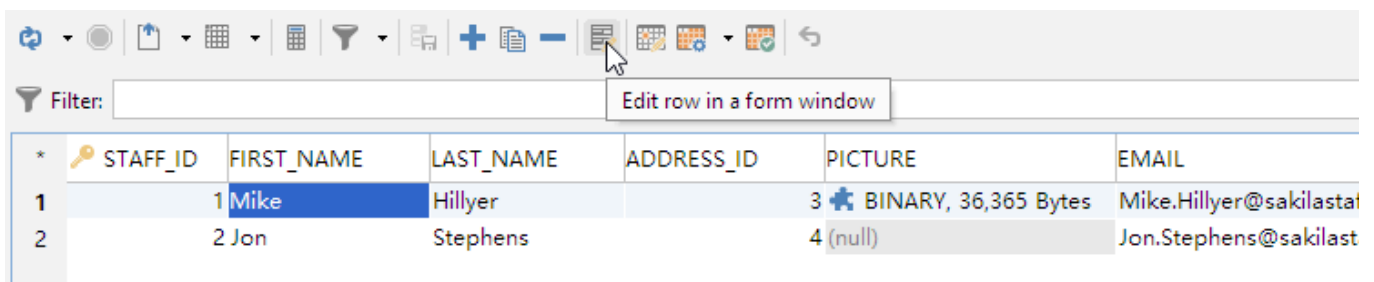 Filter:
Edit row in a form window
* STAFF_ID FIRST_NAME LAST_NAME ADDRESS_ID PICTURE EMAIL
1 1 Mike Hillyer 3 BINARY, 36,365 Bytes Mike.Hillyer@sakilastaf
2 2 Jon Stephens 4 (null) Jon.Stephens@sakilast